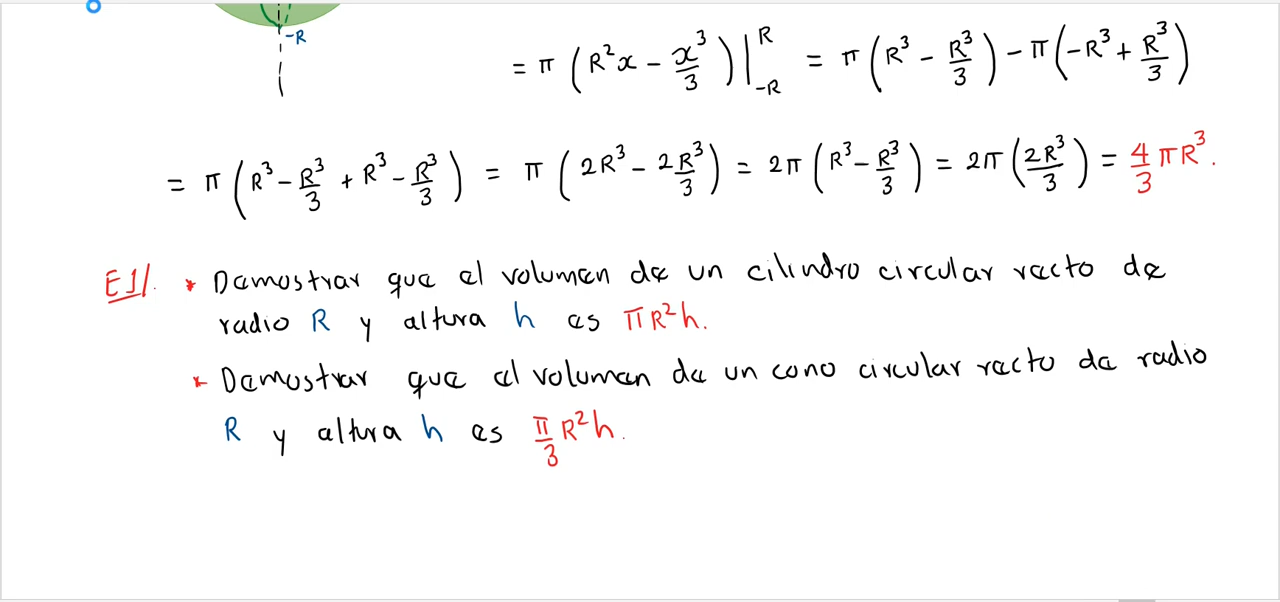 -R
= π (R²x - x³/3) |_{-R}^{R} = π (R³ - R³/3) - π (-R³ + R³/3)
= π (R³ - R³/3 + R³ - R³/3) = π (2R³ - 2R³/3) = 2π (R³ - R³/3) = 2π (2R³/3) = 4/3 πR³.
E1/. * Demostrar que el volumen de un cilindro circular recto de
radio R y altura h es πR²h.
* Demostrar que el volumen de un cono circular recto de radio
R y altura h es π/3 R²h.